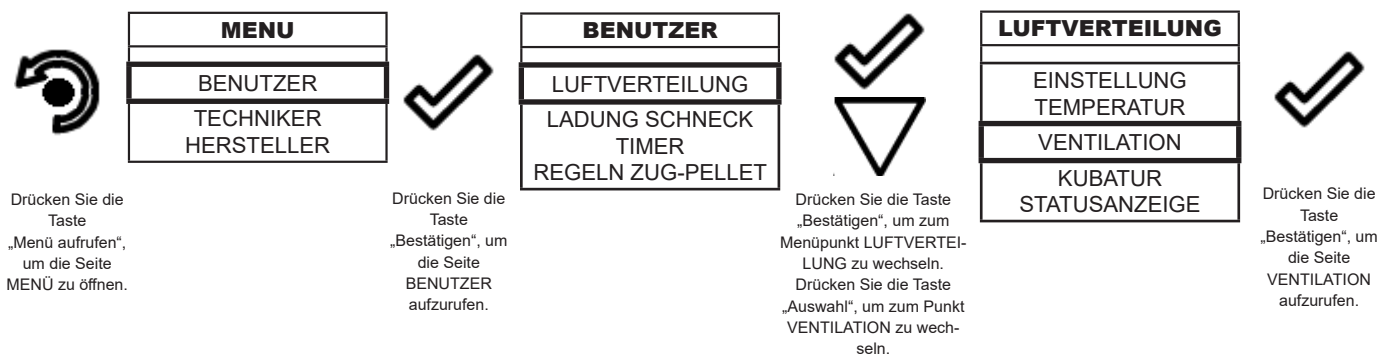 MENU
BENUTZER
TECHNIKER
HERSTELLER
BENUTZER
LUFTVERTEILUNG
LADUNG SCHNECK
TIMER
REGELN ZUG-PELLET
LUFTVERTEILUNG
EINSTELLUNG
TEMPERATUR
VENTILATION
KUBATUR
STATUSANZEIGE
Drücken Sie die
Taste
„Menü aufrufen“,
um die Seite
MENÜ zu öffnen.
Drücken Sie die
Taste
„Bestätigen“, um
die Seite
BENUTZER
aufzurufen.
Drücken Sie die Taste
„Bestätigen“, um zum
Menüpunkt LUFTVERTEI-
LUNG zu wechseln.
Drücken Sie die Taste
„Auswahl“, um zum Punkt
VENTILATION zu wech-
seln.
Drücken Sie die
Taste
„Bestätigen“, um
die Seite
VENTILATION
aufzurufen.